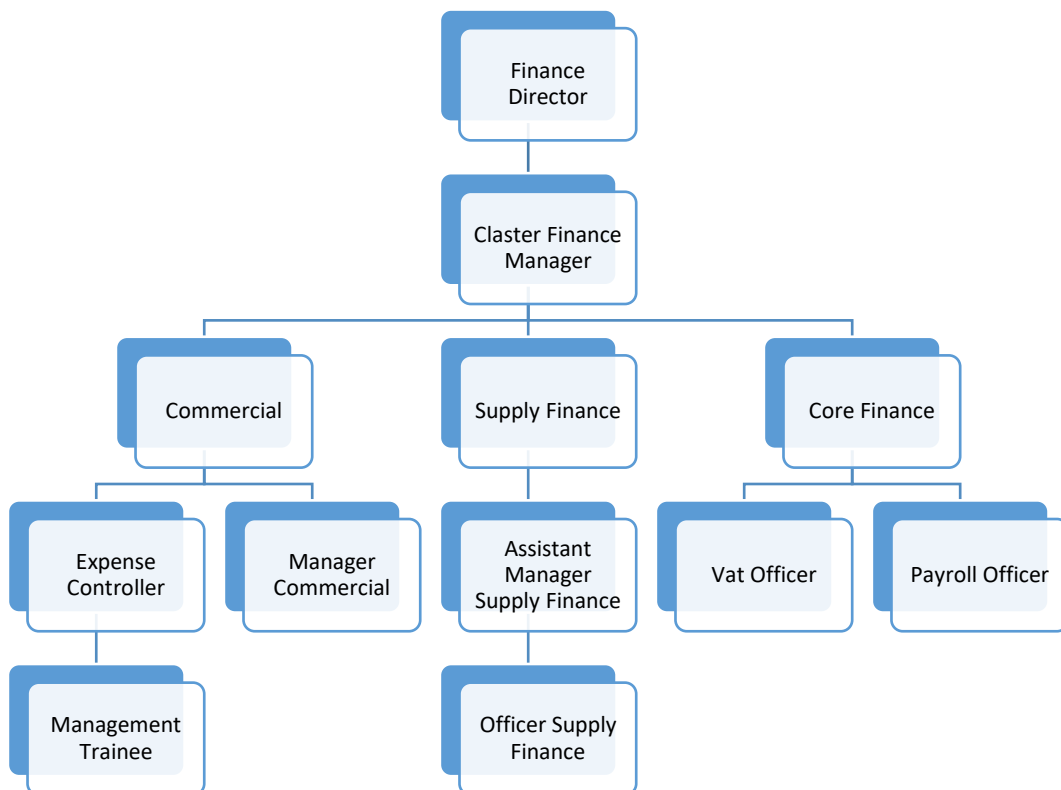 Finance
Director
Claster Finance
Manager
Commercial
Supply Finance
Core Finance
Expense
Controller
Manager
Commercial
Assistant
Manager
Supply Finance
Vat Officer
Payroll Officer
Management
Trainee
Officer Supply
Finance